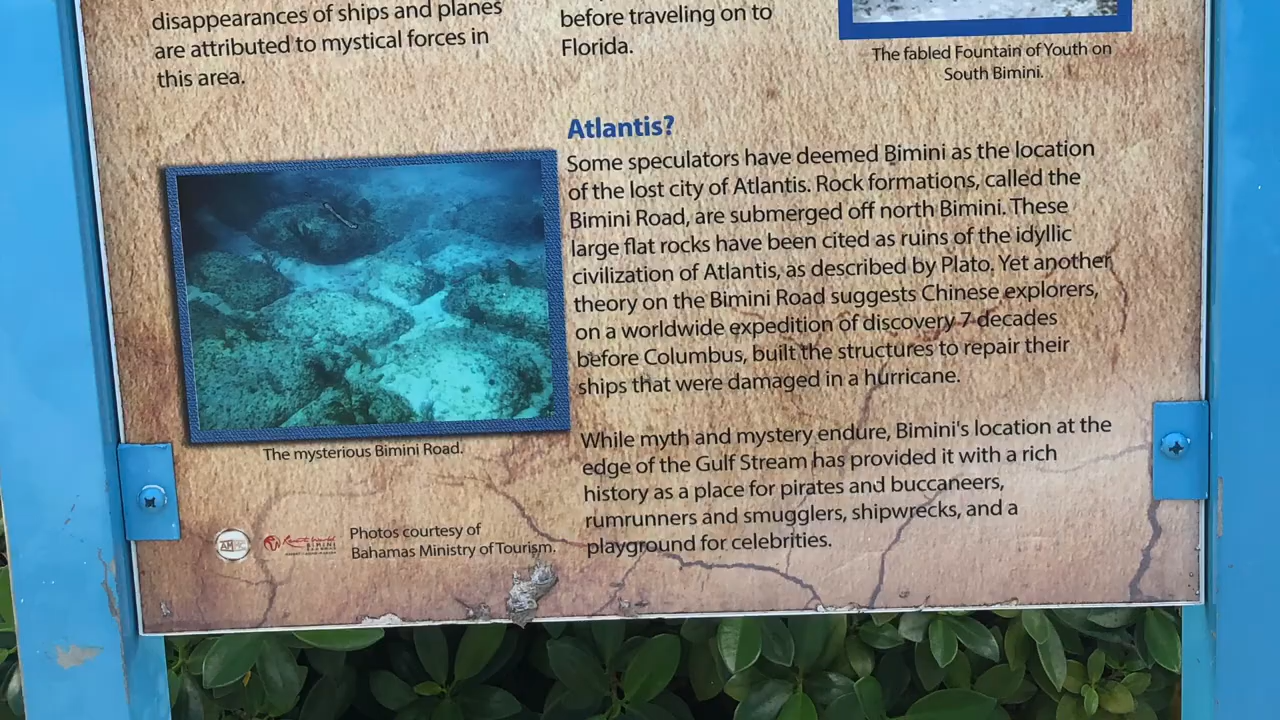 disappearances of ships and planes
are attributed to mystical forces in
this area.
before traveling on to
Florida.
The fabled Fountain of Youth on
South Bimini.
Atlantis?
Some speculators have deemed Bimini as the location
of the lost city of Atlantis. Rock formations, called the
Bimini Road, are submerged off north Bimini. These
large flat rocks have been cited as ruins of the idyllic
civilization of Atlantis, as described by Plato. Yet another
theory on the Bimini Road suggests Chinese explorers,
on a worldwide expedition of discovery 7 decades
before Columbus, built the structures to repair their
ships that were damaged in a hurricane.
The mysterious Bimini Road.
While myth and mystery endure, Bimini's location at the
edge of the Gulf Stream has provided it with a rich
history as a place for pirates and buccaneers,
rumrunners and smugglers, shipwrecks, and a
playground for celebrities.
Resorts World
BIMINI
Photos courtesy of
Bahamas Ministry of Tourism.